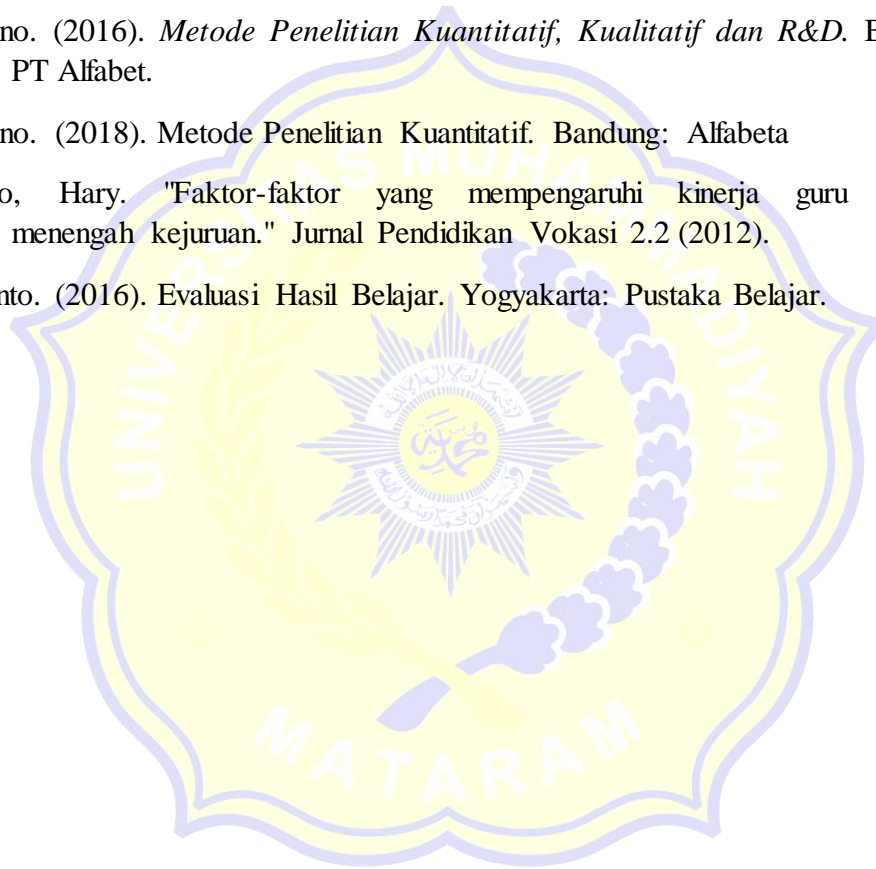 no. (2016). Metode Penelitian Kuantitatif, Kualitatif dan R&D. B
PT Alfabet.
no. (2018). Metode Penelitian Kuantitatif. Bandung: Alfabeta
o, Hary. "Faktor-faktor yang mempengaruhi kinerja guru
menengah kejuruan." Jurnal Pendidikan Vokasi 2.2 (2012).
nto. (2016). Evaluasi Hasil Belajar. Yogyakarta: Pustaka Belajar.
UNIVERSITAS MUHAMMADIYAH
MATARAM